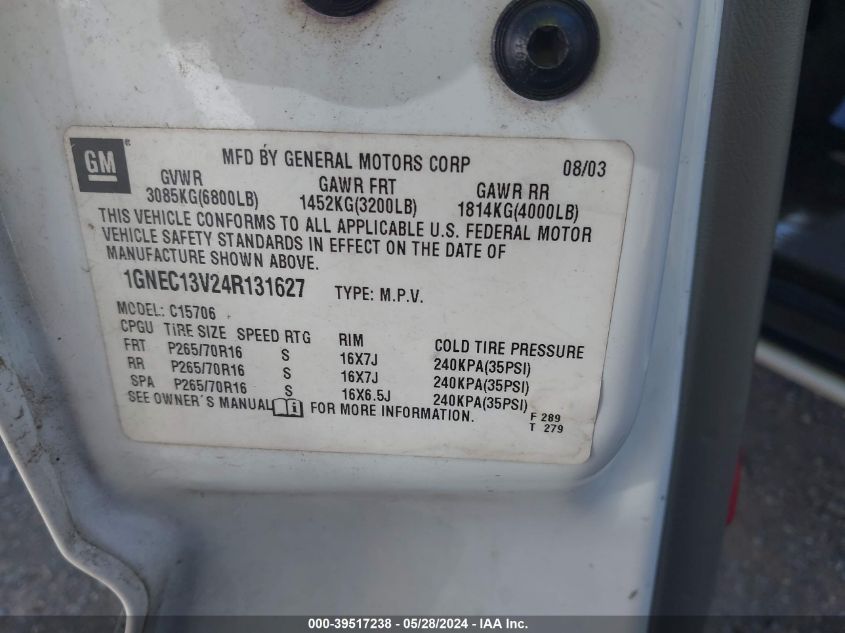 GM
MFD BY GENERAL MOTORS CORP 08/03
GVWR GAWR FRT GAWR RR
3085KG(6800LB) 1452KG(3200LB) 1814KG(4000LB)
THIS VEHICLE CONFORMS TO ALL APPLICABLE U.S. FEDERAL MOTOR
VEHICLE SAFETY STANDARDS IN EFFECT ON THE DATE OF
MANUFACTURE SHOWN ABOVE.
1GNEC13V24R131627 TYPE: M.P.V.
MODEL: C15706
CPGU TIRE SIZE SPEED RTG RIM COLD TIRE PRESSURE
FRT P265/70R16 S 16X7J 240KPA(35PSI)
RR P265/70R16 S 16X7J 240KPA(35PSI)
SPA P265/70R16 S 16X6.5J 240KPA(35PSI)
SEE OWNER'S MANUAL i FOR MORE INFORMATION.
F 289
T 279
000-39517238 - 05/28/2024 - IAA Inc.